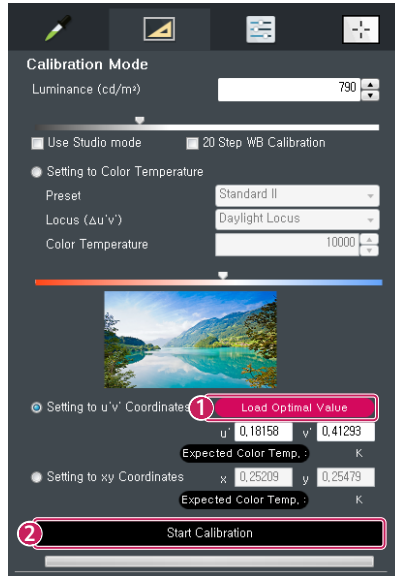 Calibration Mode
Luminance (cd/m²) 790
Use Studio mode 20 Step WB Calibration
Setting to Color Temperature
Preset Standard II
Locus (Δu'v') Daylight Locus
Color Temperature 10000
Setting to u'v' Coordinates 1 Load Optimal Value
u' 0,18158 v' 0,41293
Expected Color Temp, : K
Setting to xy Coordinates x 0,25209 y 0,25479
Expected Color Temp, : K
2 Start Calibration